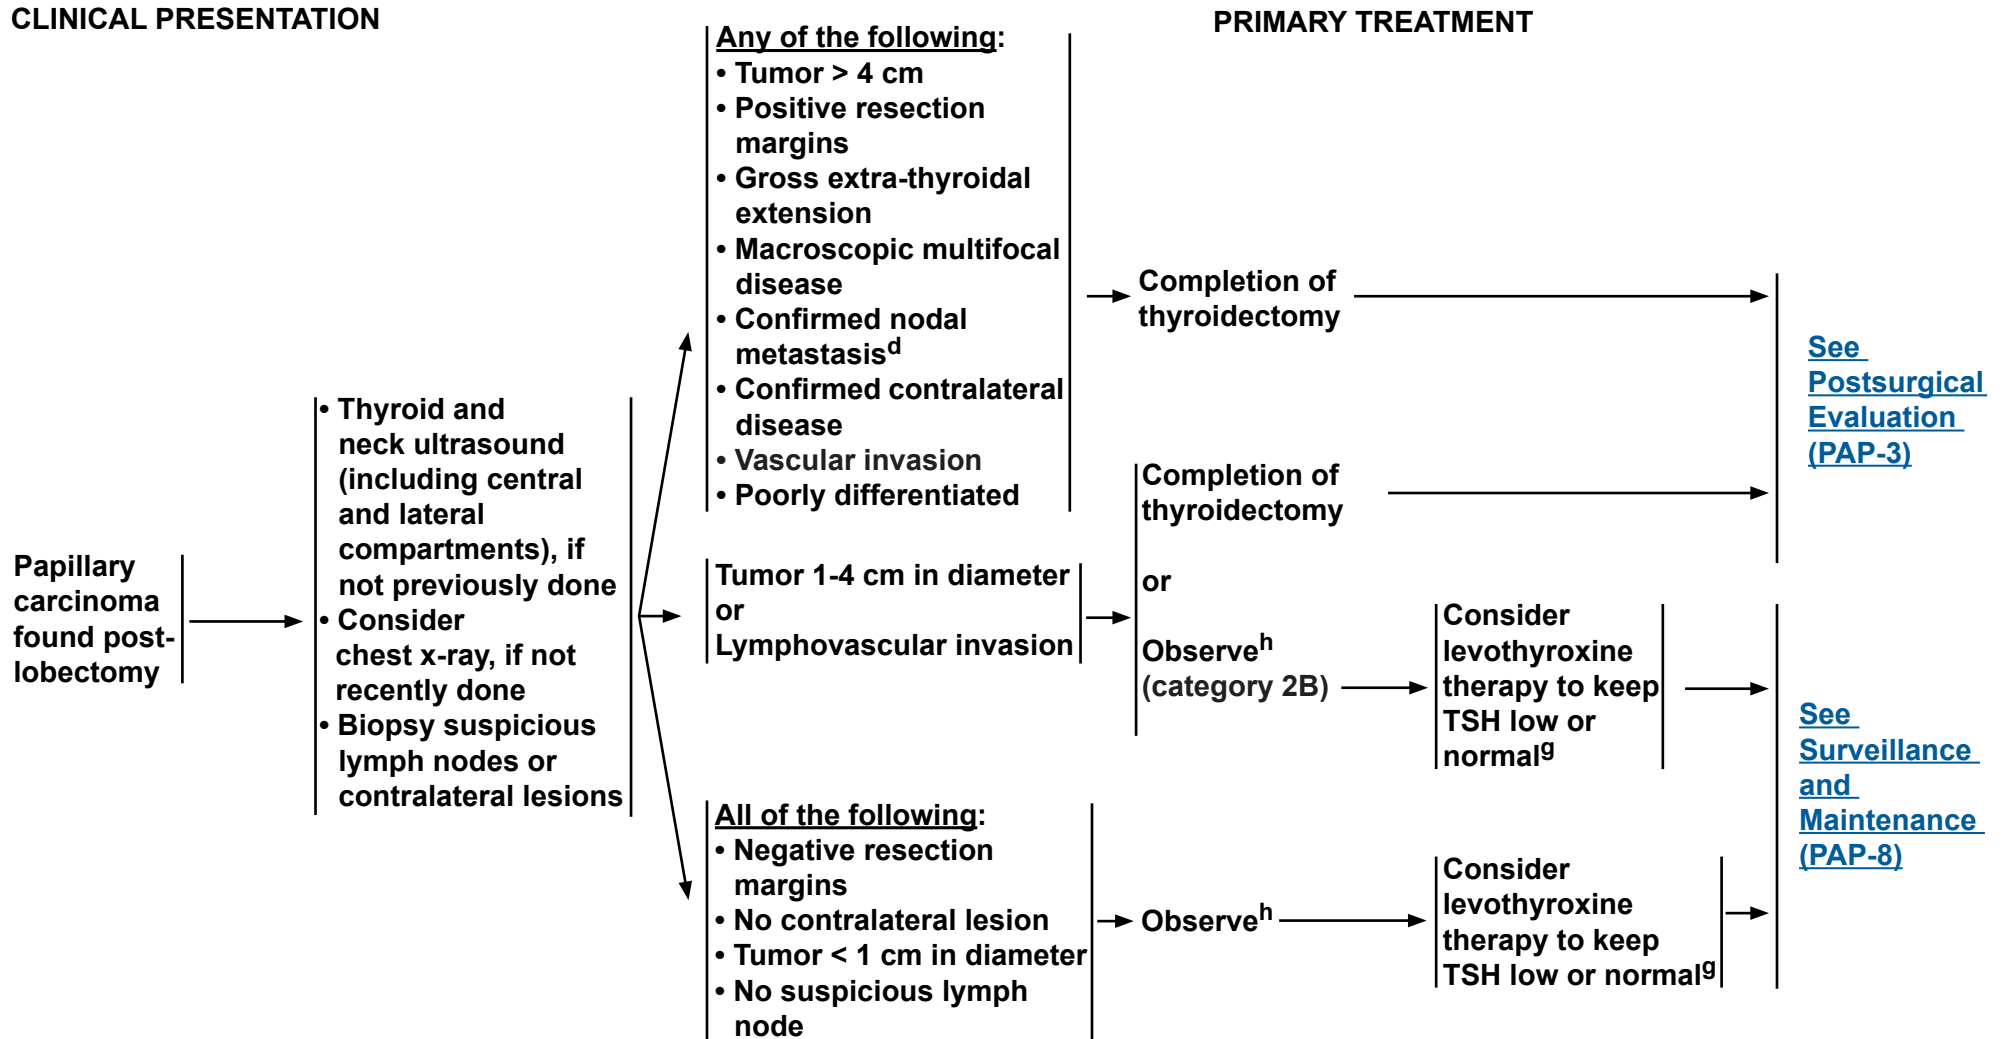 CLINICAL PRESENTATION
PRIMARY TREATMENT
Papillary
carcinoma
found post-
lobectomy
• Thyroid and
neck ultrasound
(including central
and lateral
compartments), if
not previously done
• Consider
chest x-ray, if not
recently done
• Biopsy suspicious
lymph nodes or
contralateral lesions
Any of the following:
• Tumor > 4 cm
• Positive resection
margins
• Gross extra-thyroidal
extension
• Macroscopic multifocal
disease
• Confirmed nodal
metastasisd
• Confirmed contralateral
disease
• Vascular invasion
• Poorly differentiated
Completion of
thyroidectomy
Tumor 1-4 cm in diameter
or
Lymphovascular invasion
Completion of
thyroidectomy
or
Observeh
(category 2B)
Consider
levothyroxine
therapy to keep
TSH low or
normalg
All of the following:
• Negative resection
margins
• No contralateral lesion
• Tumor < 1 cm in diameter
• No suspicious lymph
node
Observeh
Consider
levothyroxine
therapy to keep
TSH low or normalg
See
Postsurgical
Evaluation
(PAP-3)
See
Surveillance
and
Maintenance
(PAP-8)